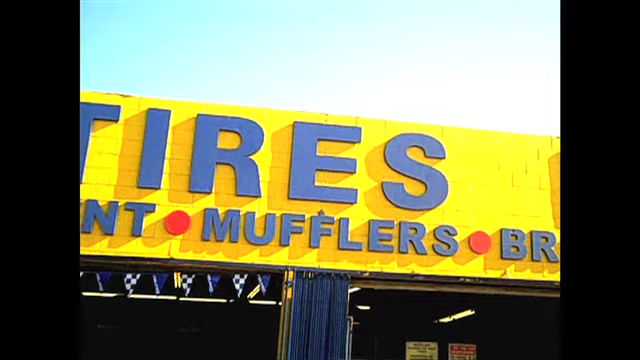 TIRES
NT • MUFFLERS • BR